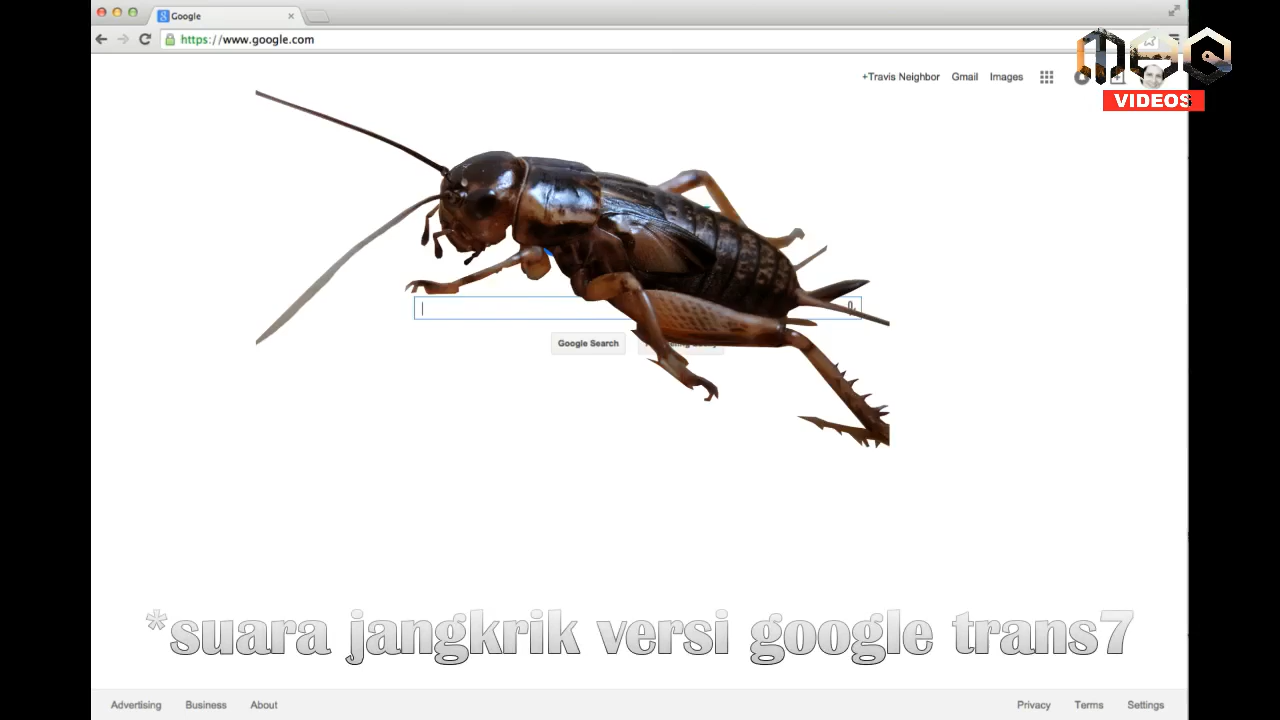 Google
https://www.google.com
+Travis Neighbor Gmail Images
MSG
VIDEOS
Google Search
*suara jangkrik versi google trans7
Advertising Business About
Privacy Terms Settings